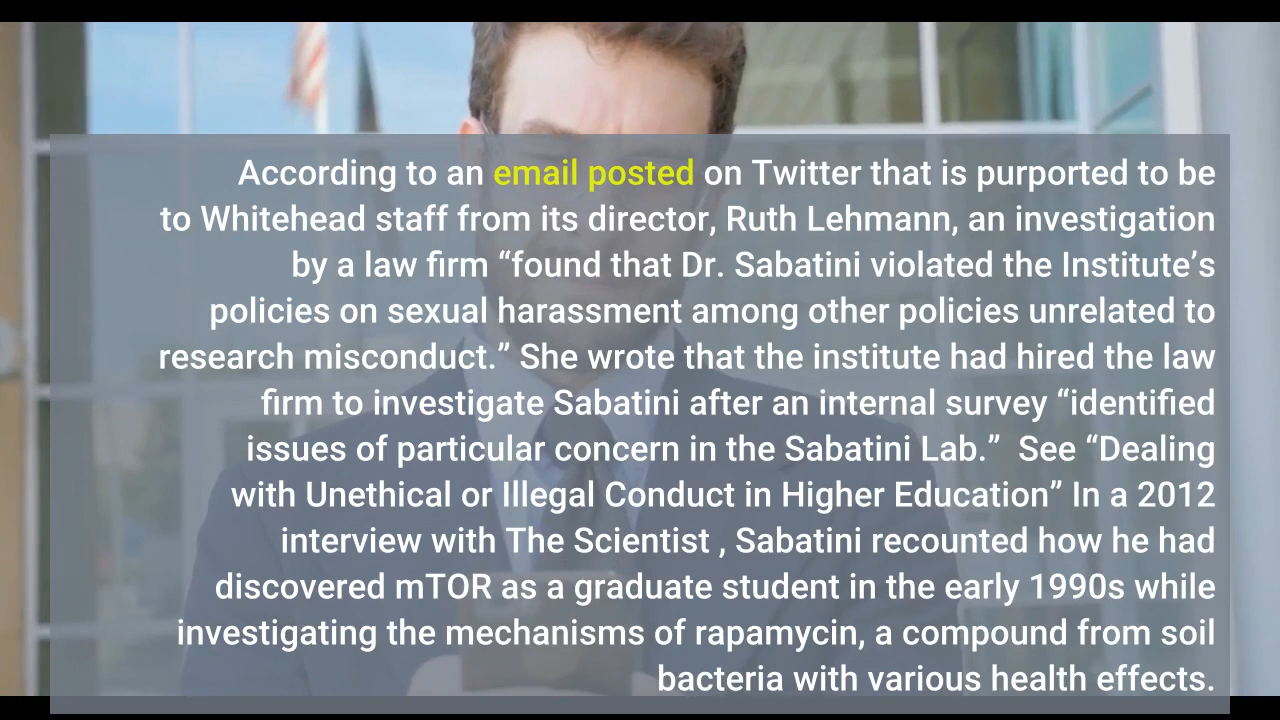 According to an email posted on Twitter that is purported to be
to Whitehead staff from its director, Ruth Lehmann, an investigation
by a law firm “found that Dr. Sabatini violated the Institute’s
policies on sexual harassment among other policies unrelated to
research misconduct.” She wrote that the institute had hired the law
firm to investigate Sabatini after an internal survey “identified
issues of particular concern in the Sabatini Lab.”  See “Dealing
with Unethical or Illegal Conduct in Higher Education” In a 2012
interview with The Scientist , Sabatini recounted how he had
discovered mTOR as a graduate student in the early 1990s while
investigating the mechanisms of rapamycin, a compound from soil
bacteria with various health effects.